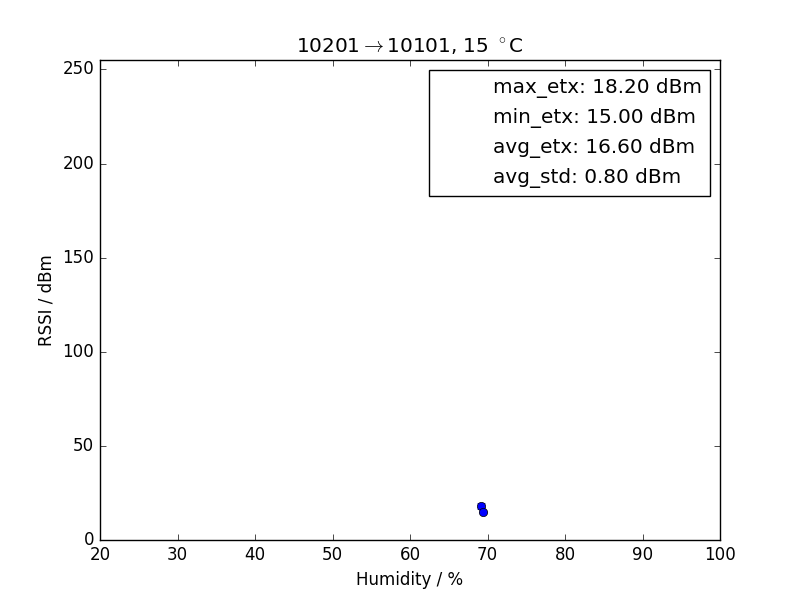 10201→10101, 15 °C
max_etx: 18.20 dBm
min_etx: 15.00 dBm
avg_etx: 16.60 dBm
avg_std: 0.80 dBm
250
200
150
100
50
0
RSSI / dBm
20 30 40 50 60 70 80 90 100
Humidity / %